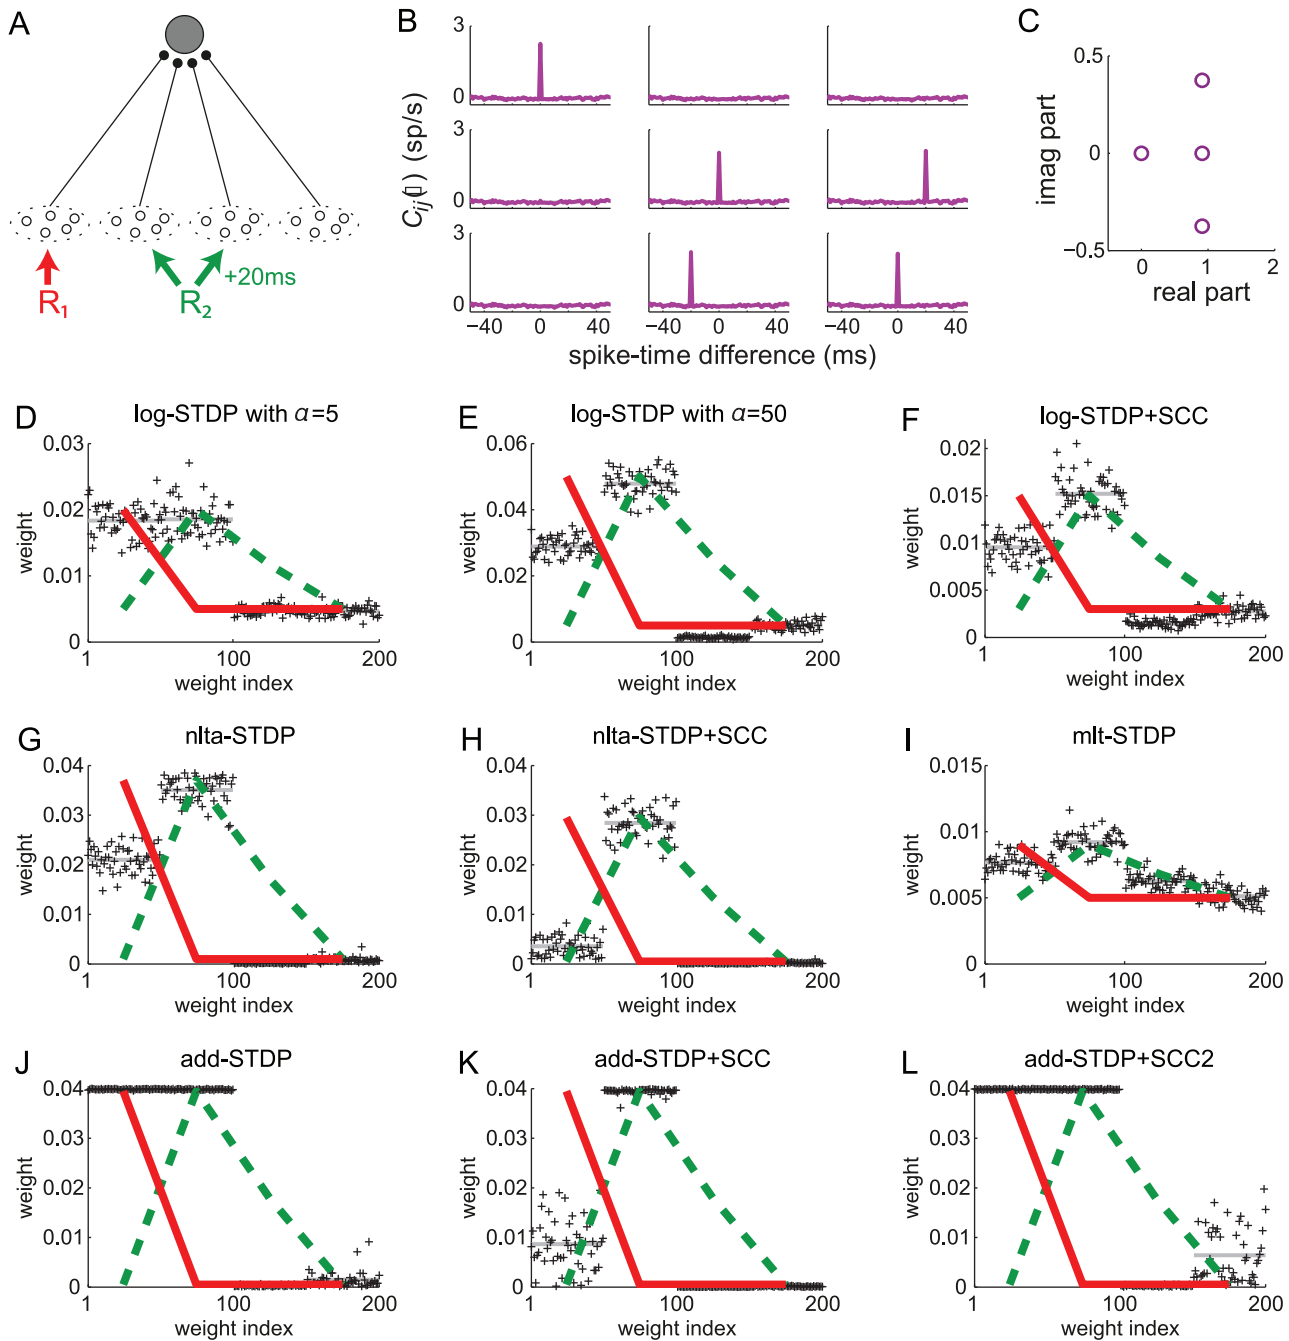 A
R1
R2
+20ms
B
3
0
3
0
3
0
Cij(▯) (sp/s)
−40 0 40
−40 0 40
−40 0 40
spike-time difference (ms)
C
0.5
0
−0.5
imag part
0 1 2
real part
D
log-STDP with α=5
0.03
0.02
0.01
0
weight
1 100 200
weight index
E
log-STDP with α=50
0.06
0.04
0.02
0
weight
1 100 200
weight index
F
log-STDP+SCC
0.02
0.015
0.01
0.005
0
weight
1 100 200
weight index
G
nlta-STDP
0.04
0.03
0.02
0.01
0
weight
1 100 200
weight index
H
nlta-STDP+SCC
0.04
0.03
0.02
0.01
0
weight
1 100 200
weight index
I
mlt-STDP
0.015
0.01
0.005
0
weight
1 100 200
weight index
J
add-STDP
0.04
0.03
0.02
0.01
0
weight
1 100 200
weight index
K
add-STDP+SCC
0.04
0.03
0.02
0.01
0
weight
1 100 200
weight index
L
add-STDP+SCC2
0.04
0.03
0.02
0.01
0
weight
1 100 200
weight index